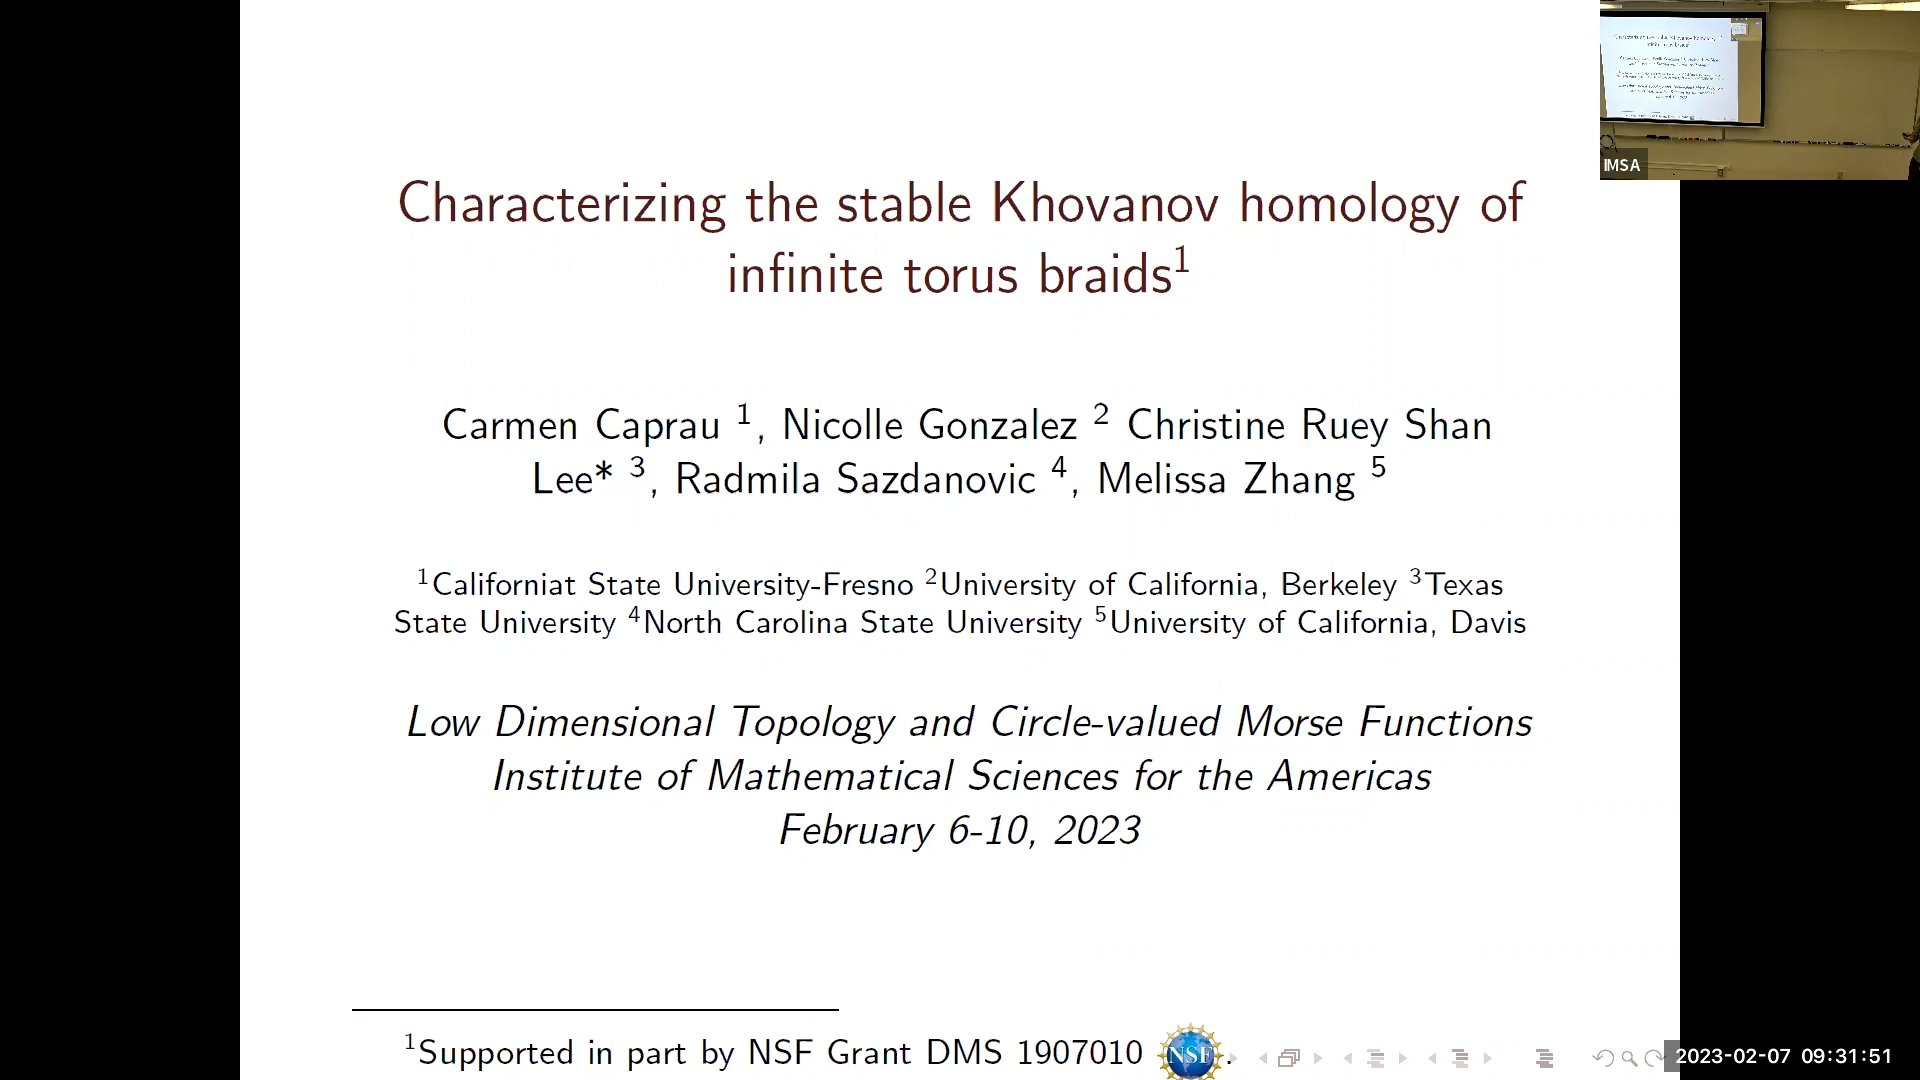 Characterizing the stable Khovanov homology of
infinite torus braids¹
Carmen Caprau ¹, Nicolle Gonzalez ² Christine Ruey Shan
Lee* ³, Radmila Sazdanovic ⁴, Melissa Zhang ⁵
¹Californiat State University-Fresno ²University of California, Berkeley ³Texas
State University ⁴North Carolina State University ⁵University of California, Davis
Low Dimensional Topology and Circle-valued Morse Functions
Institute of Mathematical Sciences for the Americas
February 6-10, 2023
¹Supported in part by NSF Grant DMS 1907010 NSF .
IMSA
2023-02-07 09:31:51